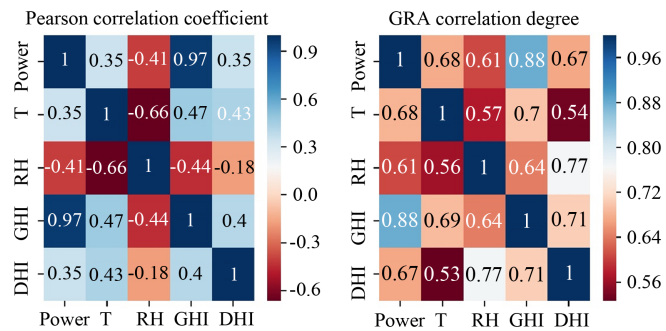 Pearson correlation coefficient
GRA correlation degree
Power 1 0.35 -0.41 0.97 0.35
T 0.35 1 -0.66 0.47 0.43
RH -0.41 -0.66 1 -0.44 -0.18
GHI 0.97 0.47 -0.44 1 0.4
DHI 0.35 0.43 -0.18 0.4 1
Power T RH GHI DHI
0.9
0.6
0.3
0.0
-0.3
-0.6
Power 1 0.68 0.61 0.88 0.67
T 0.68 1 0.57 0.7 0.54
RH 0.61 0.56 1 0.64 0.77
GHI 0.88 0.69 0.64 1 0.71
DHI 0.67 0.53 0.77 0.71 1
Power T RH GHI DHI
0.96
0.88
0.80
0.72
0.64
0.56